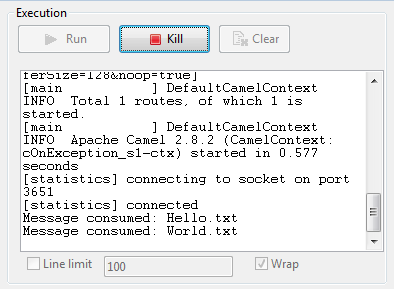 Execution
Run
Kill
Clear
ferSize=128&noop=true]
[main ] DefaultCamelContext
INFO Total 1 routes, of which 1 is
started.
[main ] DefaultCamelContext
INFO Apache Camel 2.8.2 (CamelContext:
cOnException_s1-ctx) started in 0.577
seconds
[statistics] connecting to socket on port
3651
[statistics] connected
Message consumed: Hello.txt
Message consumed: World.txt
Line limit
100
Wrap